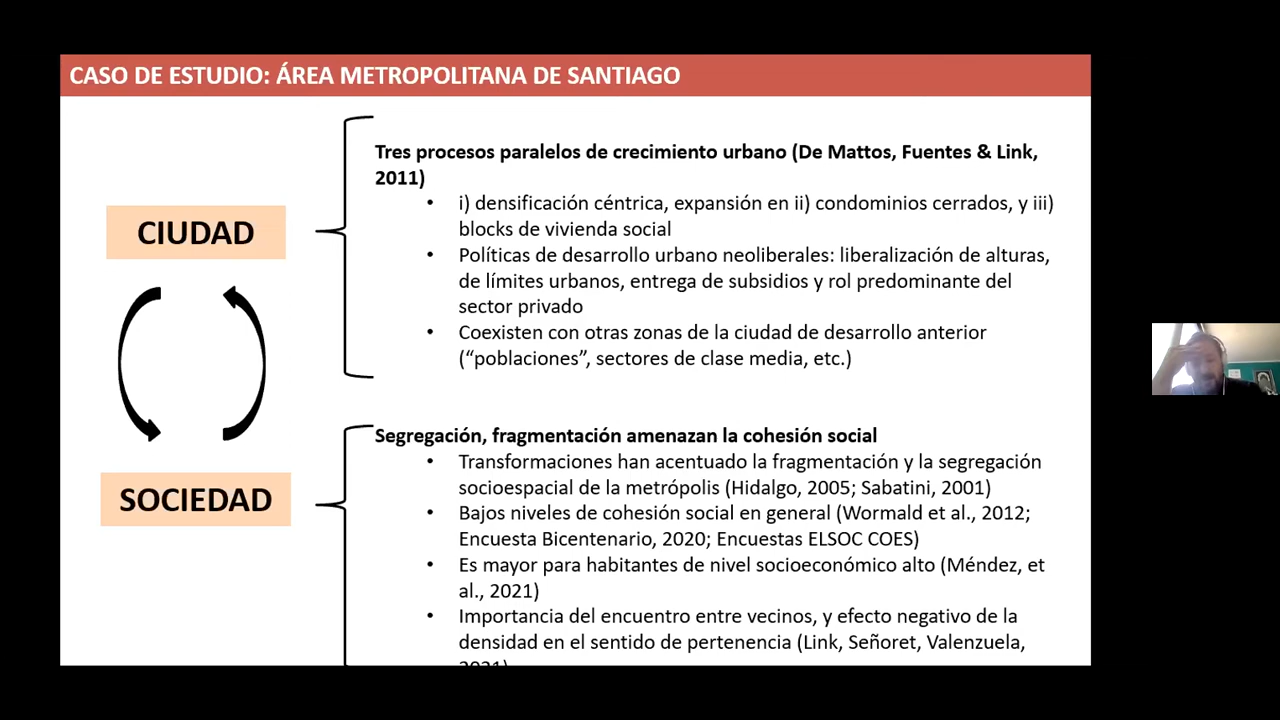 CASO DE ESTUDIO: ÁREA METROPOLITANA DE SANTIAGO
Tres procesos paralelos de crecimiento urbano (De Mattos, Fuentes & Link,
2011)
• i) densificación céntrica, expansión en ii) condominios cerrados, y iii)
blocks de vivienda social
• Políticas de desarrollo urbano neoliberales: liberalización de alturas,
de límites urbanos, entrega de subsidios y rol predominante del
sector privado
• Coexisten con otras zonas de la ciudad de desarrollo anterior
(“poblaciones”, sectores de clase media, etc.)
CIUDAD
SOCIEDAD
Segregación, fragmentación amenazan la cohesión social
• Transformaciones han acentuado la fragmentación y la segregación
socioespacial de la metrópolis (Hidalgo, 2005; Sabatini, 2001)
• Bajos niveles de cohesión social en general (Wormald et al., 2012;
Encuesta Bicentenario, 2020; Encuestas ELSOC COES)
• Es mayor para habitantes de nivel socioeconómico alto (Méndez, et
al., 2021)
• Importancia del encuentro entre vecinos, y efecto negativo de la
densidad en el sentido de pertenencia (Link, Señoret, Valenzuela,
2021)